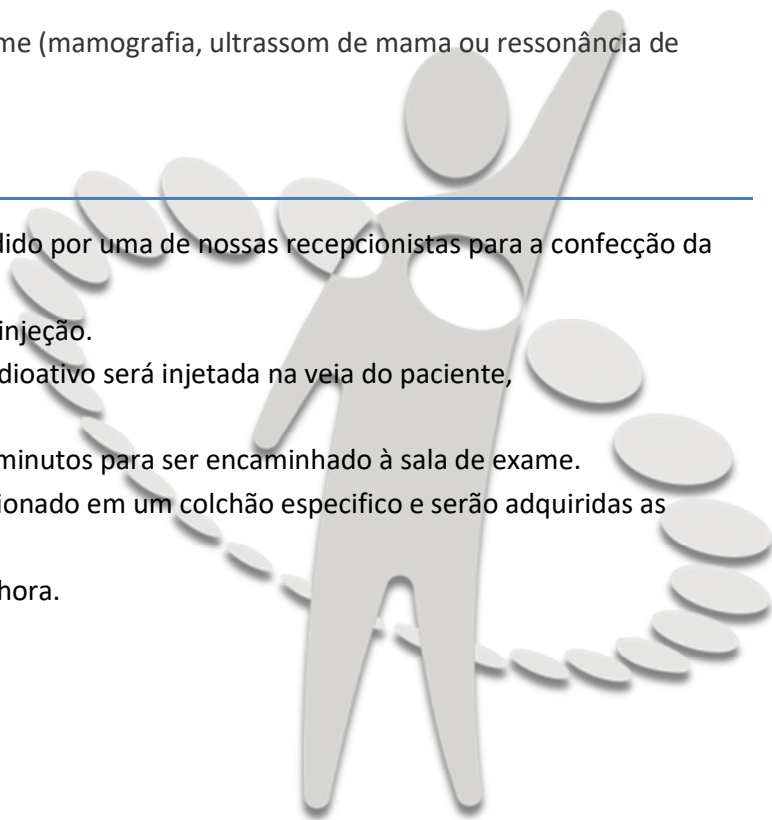 me (mamografia, ultrassom de mama ou ressonância de
dido por uma de nossas recepcionistas para a confecção da
injeção.
dioativo será injetada na veia do paciente,
minutos para ser encaminhado à sala de exame.
ionado em um colchão especifico e serão adquiridas as
hora.